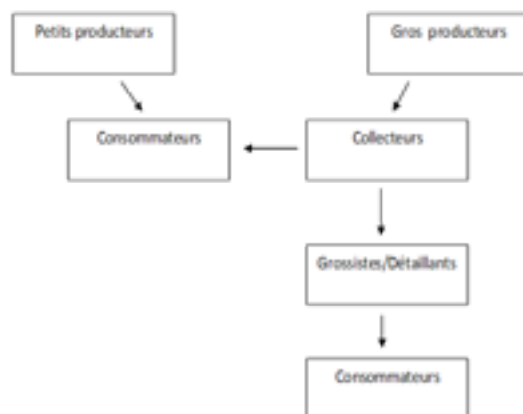 Petits producteurs
Gros producteurs
Consommateurs
Collecteurs
Grossistes/Détaillants
Consommateurs